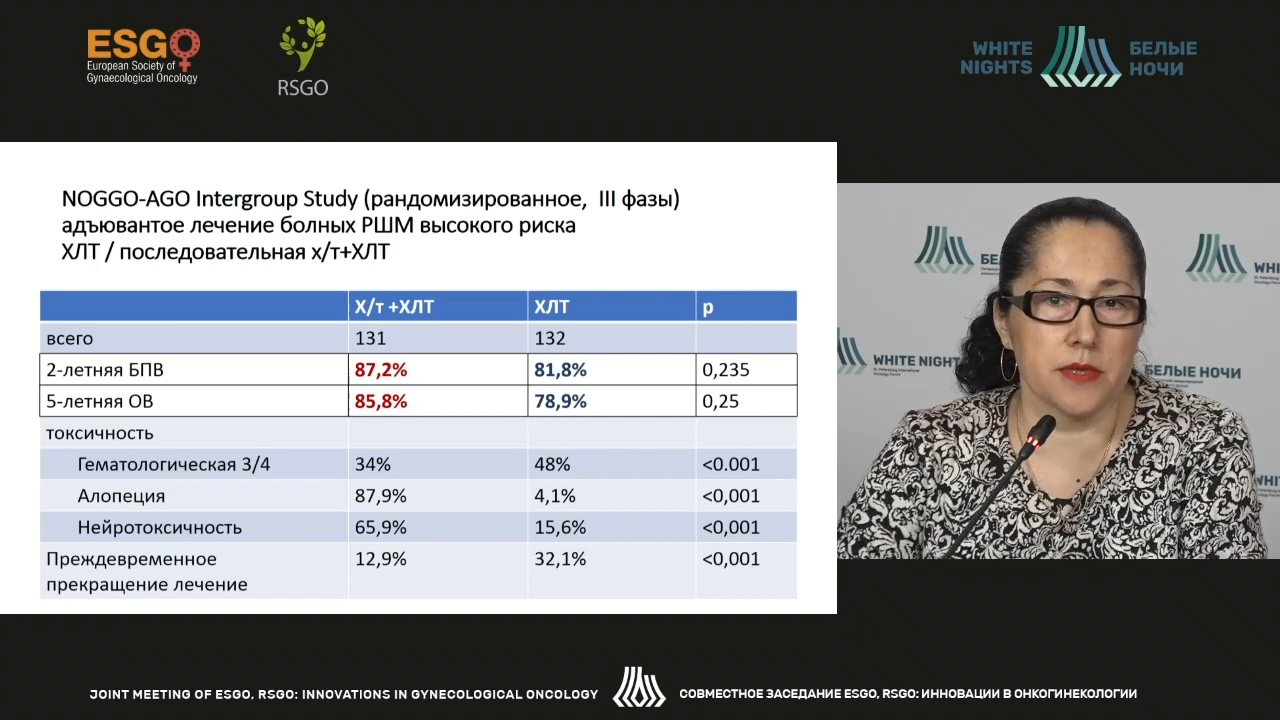 ESGO
European Society of
Gynaecological Oncology
RSGO
WHITE
NIGHTS
БЕЛЫЕ
НОЧИ
NOGGO-AGO Intergroup Study (рандомизированное, III фазы)
адъювантое лечение болных РШМ высокого риска
ХЛТ / последовательная х/т+ХЛТ
Х/т +ХЛТ ХЛТ р
всего 131 132
2-летняя БПВ 87,2% 81,8% 0,235
5-летняя ОВ 85,8% 78,9% 0,25
токсичность
Гематологическая 3/4 34% 48% <0.001
Алопеция 87,9% 4,1% <0,001
Нейротоксичность 65,9% 15,6% <0,001
Преждевременное 12,9% 32,1% <0,001
прекращение лечение
WHITE NIGHT
БЕЛЫЕ НОЧИ
JOINT MEETING OF ESGO, RSGO: INNOVATIONS IN GYNECOLOGICAL ONCOLOGY
СОВМЕСТНОЕ ЗАСЕДАНИЕ ESGO, RSGO: ИННОВАЦИИ В ОНКОГИНЕКОЛОГИИ